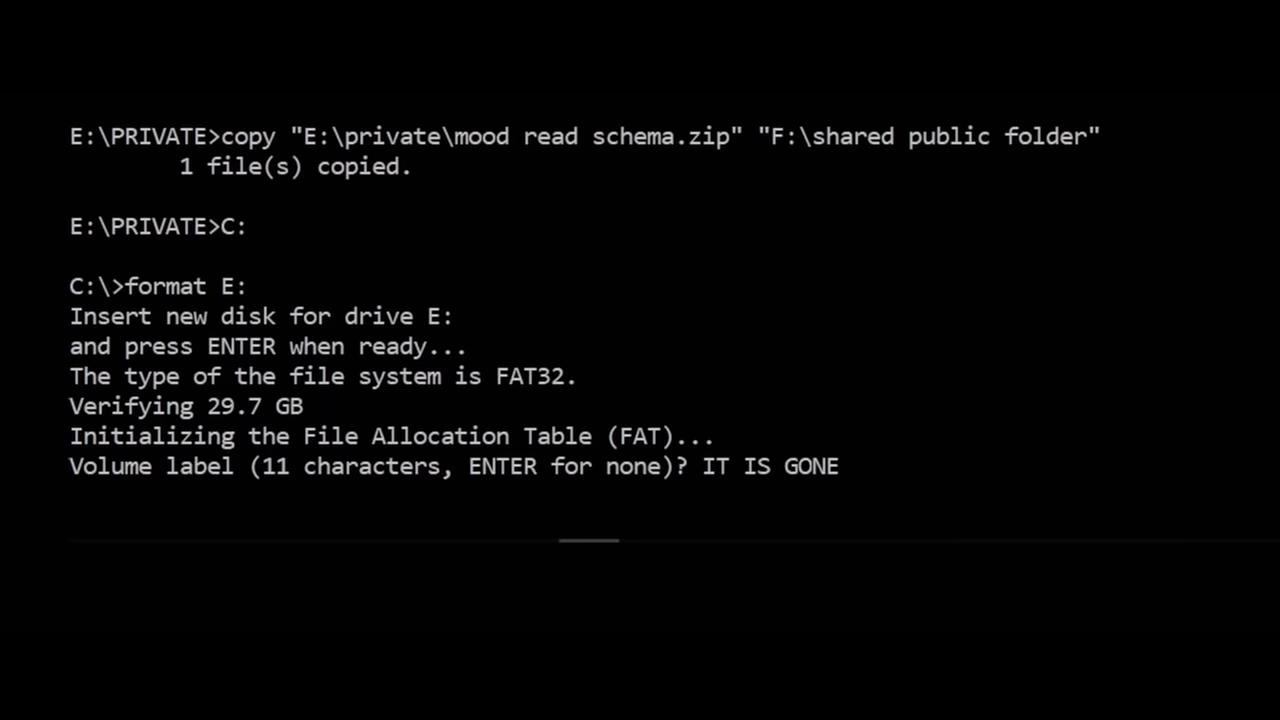 E:\PRIVATE>copy "E:\private\mood read schema.zip" "F:\shared public folder"
1 file(s) copied.
E:\PRIVATE>C:
C:\>format E:
Insert new disk for drive E:
and press ENTER when ready...
The type of the file system is FAT32.
Verifying 29.7 GB
Initializing the File Allocation Table (FAT)...
Volume label (11 characters, ENTER for none)? IT IS GONE